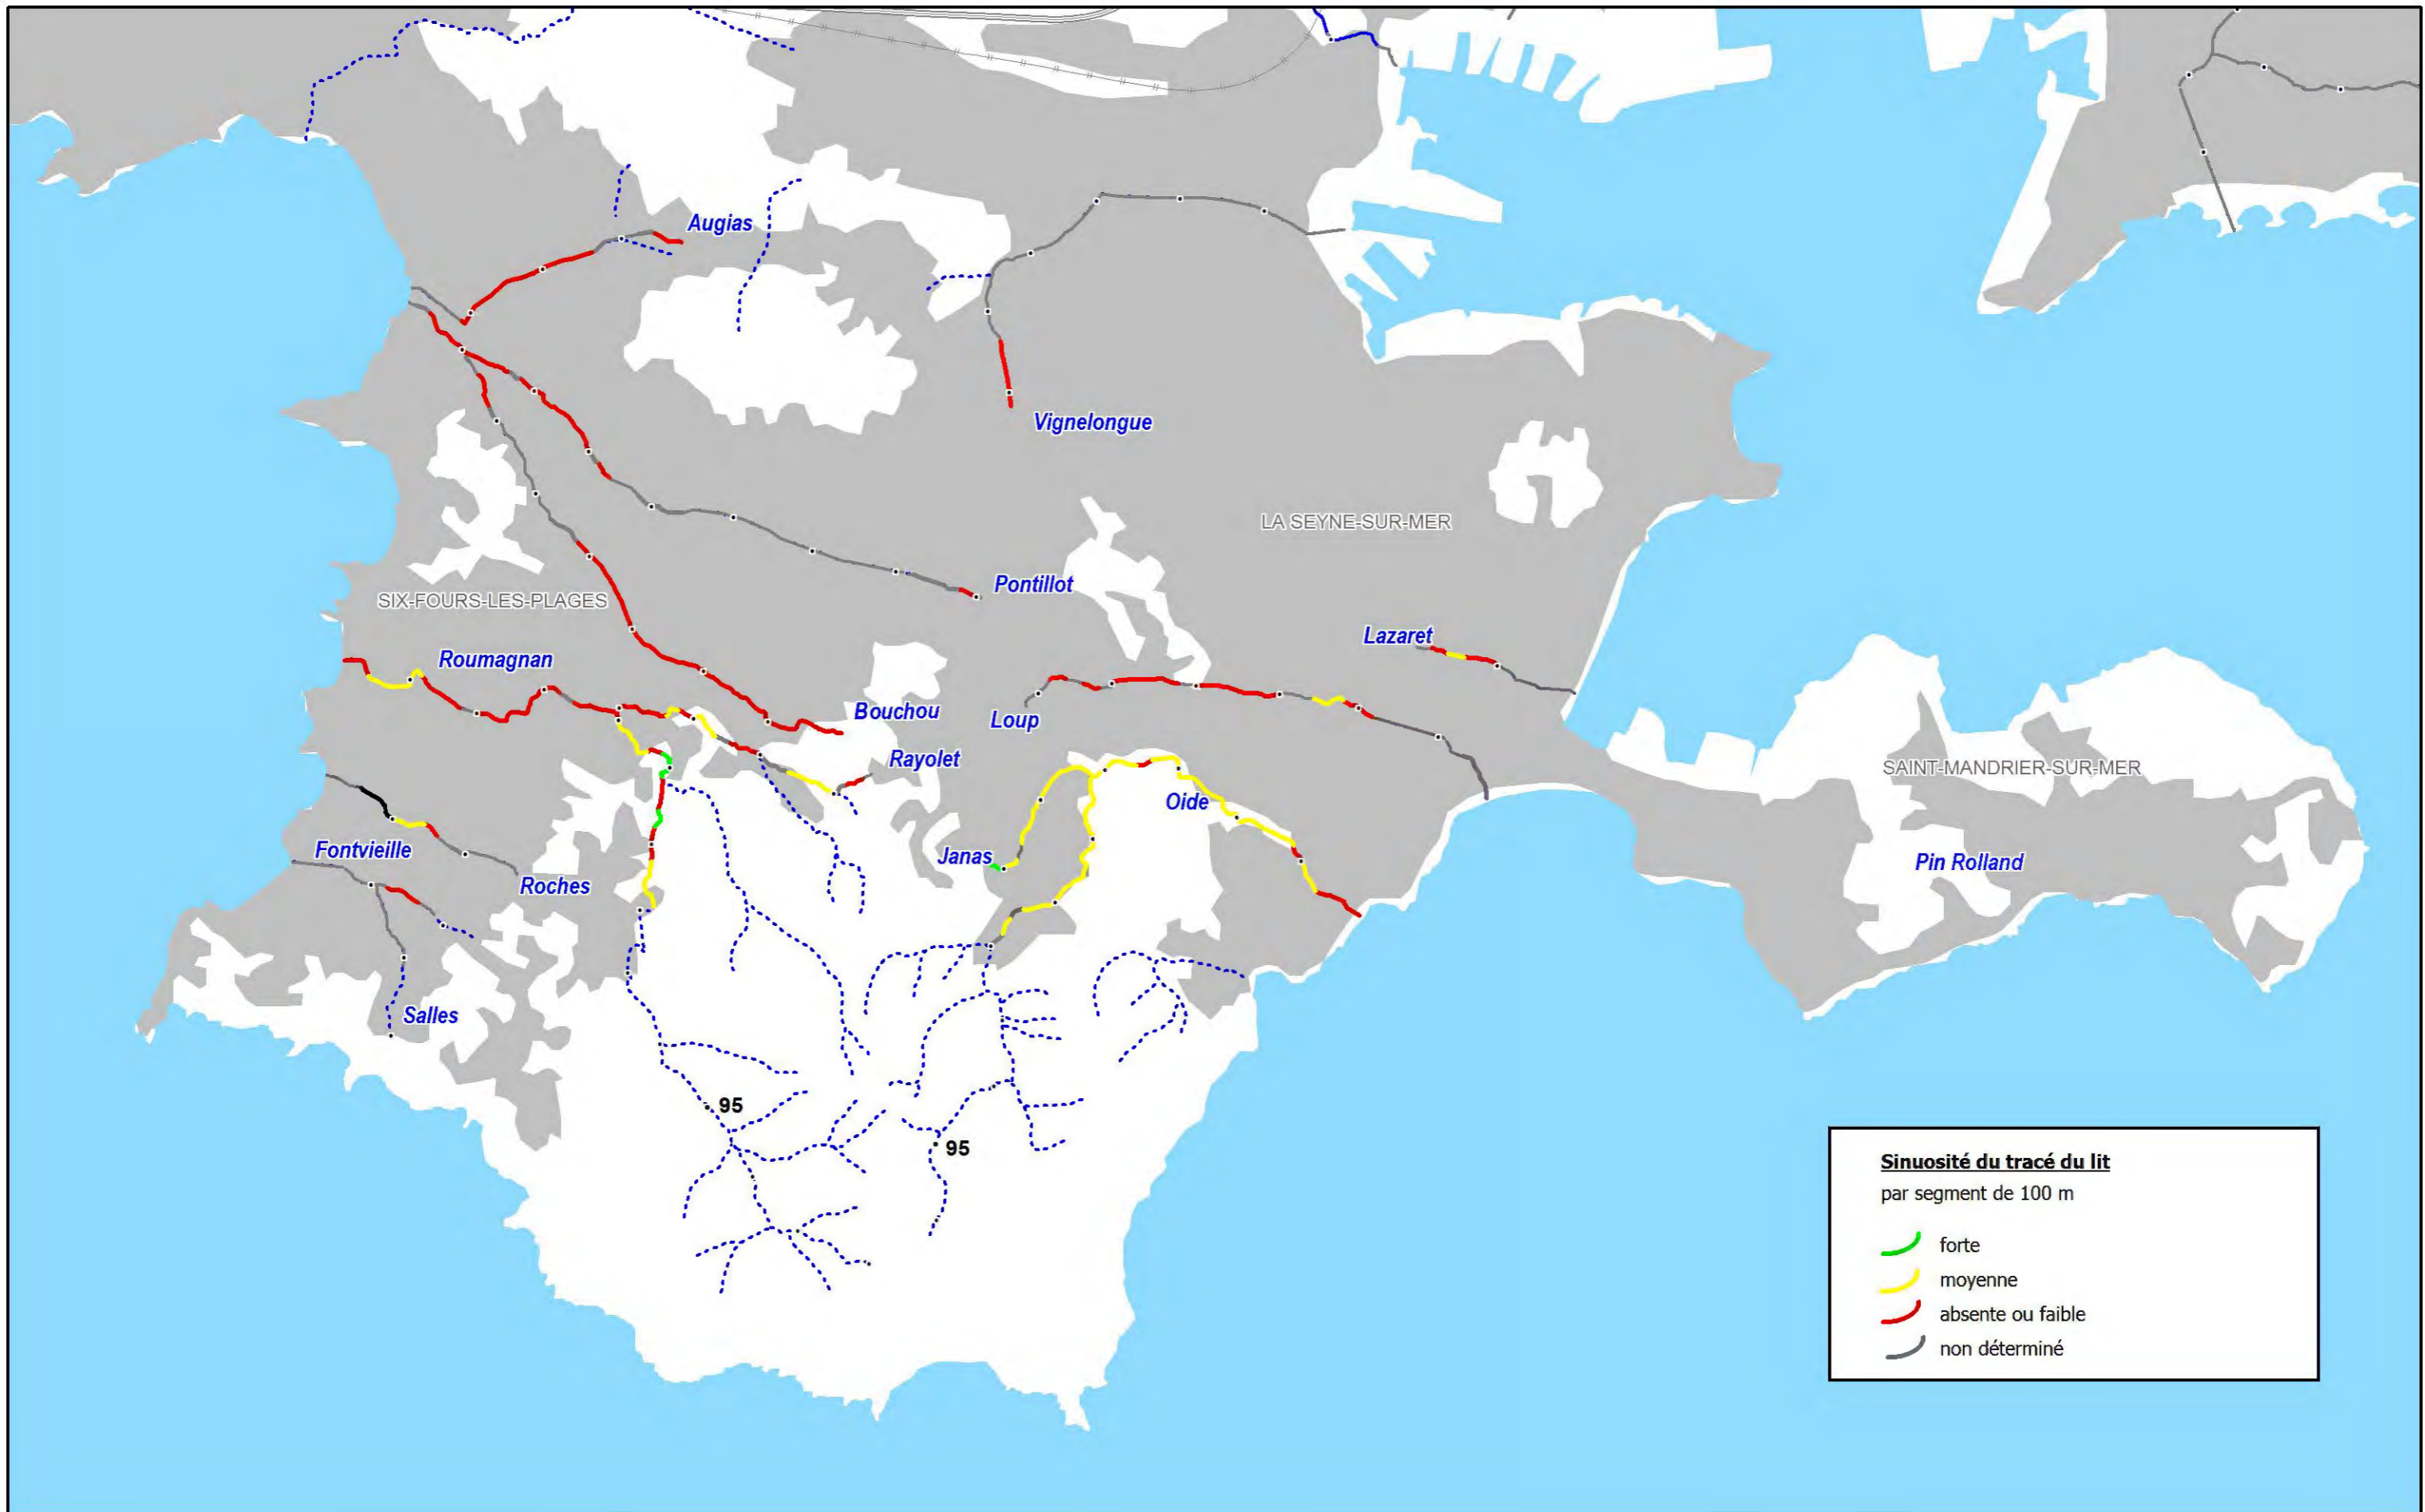 Augias
Vignelongue
LA SEYNE-SUR-MER
Pontillot
SIX-FOURS-LES-PLAGES
Lazaret
Roumagnan
Bouchou
Loup
Rayolet
SAINT-MANDRIER-SUR-MER
Oide
Fontvieille
Janas
Pin Rolland
Roches
Salles
95
95
Sinuosité du tracé du lit
par segment de 100 m
forte
moyenne
absente ou faible
non déterminé